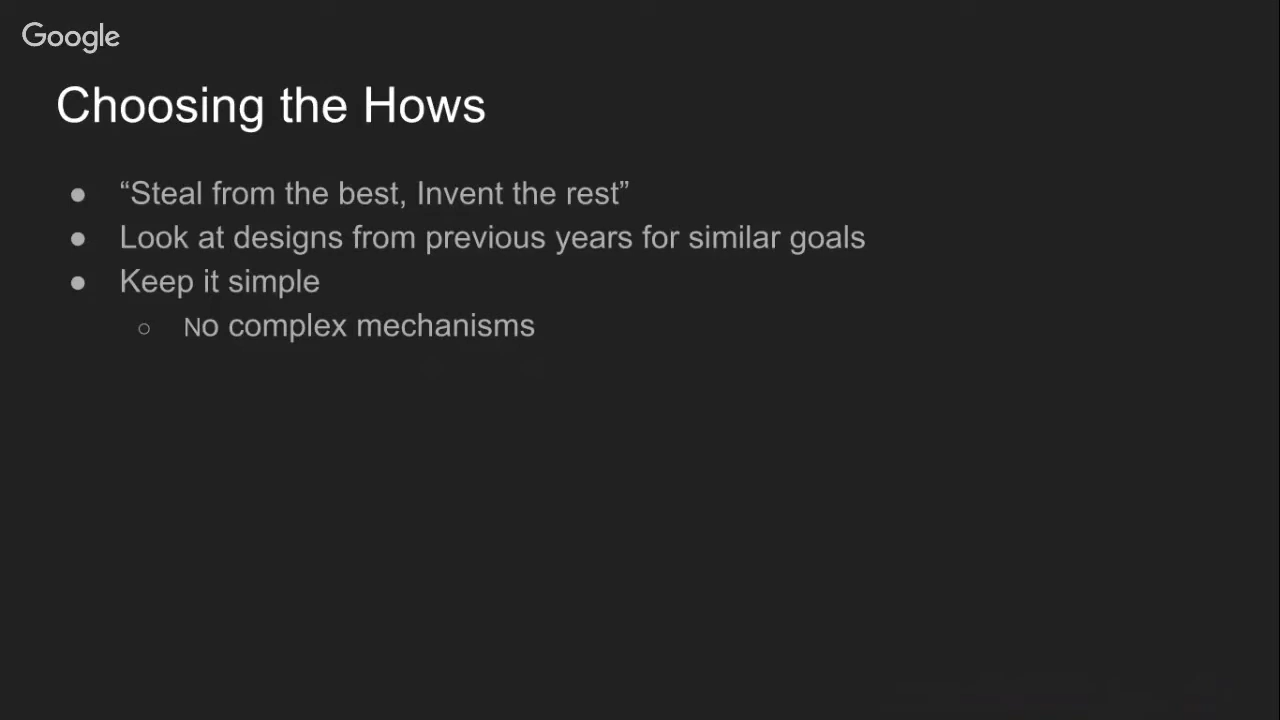 Google
Choosing the Hows
● “Steal from the best, Invent the rest”
● Look at designs from previous years for similar goals
● Keep it simple
○ No complex mechanisms